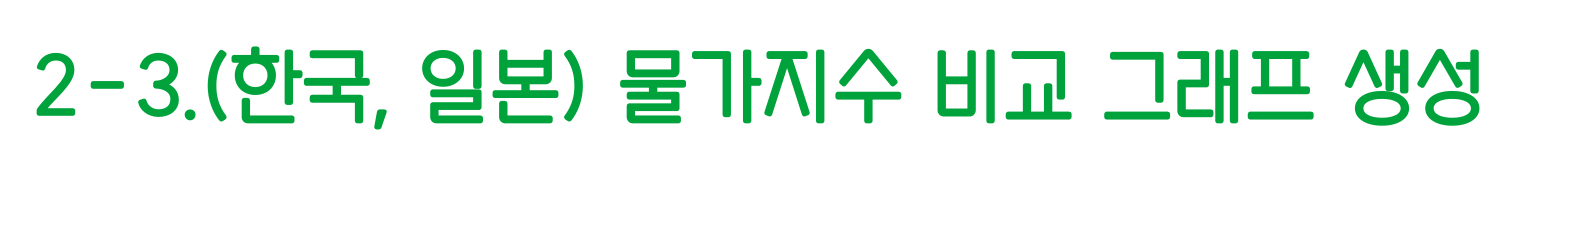 2-3.(한국, 일본) 물가지수 비교 그래프 생성